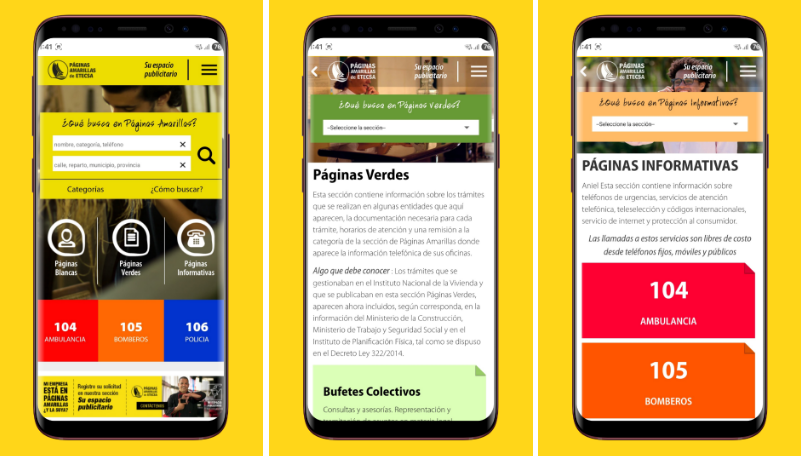 :41
76
PÁGINAS
AMARILLAS
de ETECSA
Su espacio
publicitario
¿Qué busca en Páginas Amarillas?
nombre, categoría, teléfono
calle, reparto, municipio, provincia
Categorías
¿Cómo buscar?
Páginas
Blancas
Páginas
Verdes
Páginas
Informativas
104
AMBULANCIA
105
BOMBEROS
106
POLICIA
MI EMPRESA
ESTÁ EN
PÁGINAS
AMARILLAS
¿Y LA SUYA?
Registre su solicitud
en nuestra sección
Su espacio
publicitario
PÁGINAS
AMARILLAS
de ETECSA
:41
76
PÁGINAS
AMARILLAS
de ETECSA
Su espacio
publicitario
¿Qué busca en Páginas Verdes?
-Seleccione la sección-
Páginas Verdes
Esta sección contiene información sobre los trámites
que se realizan en algunas entidades que aquí
aparecen, la documentación necesaria para cada
trámite, horarios de atención y una remisión a la
categoría de la sección de Páginas Amarillas donde
aparece la información telefónica de sus oficinas.
Algo que debe conocer : Los trámites que se
gestionaban en el Instituto Nacional de la Vivienda y
que se publicaban en esta sección Páginas Verdes,
aparecen ahora incluidos, según corresponda, en la
información del Ministerio de la Construcción,
Ministerio de Trabajo y Seguridad Social y en el
Instituto de Planificación Física, tal como se dispuso
en el Decreto Ley 322/2014.
Bufetes Colectivos
Consultas y asesorías. Representación y
:41
76
PÁGINAS
AMARILLAS
de ETECSA
Su espacio
publicitario
¿Qué busca en Páginas Informativas?
-Seleccione la sección-
PÁGINAS INFORMATIVAS
Aniel Esta sección contiene información sobre
teléfonos de urgencias, servicios de atención
telefónica, teleselección y códigos internacionales,
servicio de internet y protección al consumidor.
Las llamadas a estos servicios son libres de costo
desde teléfonos fijos, móviles y públicos
104
AMBULANCIA
105
BOMBEROS